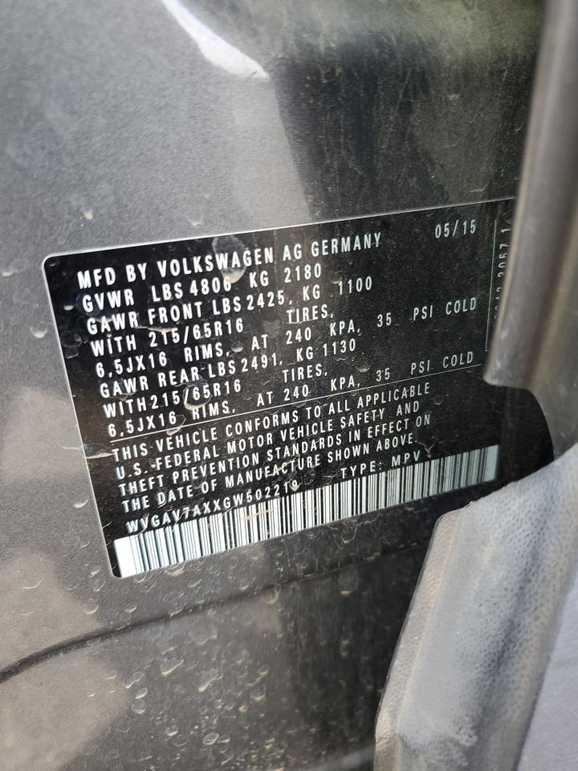 MFD BY VOLKSWAGEN AG GERMANY 05/15
GVWR LBS 4806 KG 2180
GAWR FRONT LBS 2425, KG 1100
WITH 215/65R16 TIRES,
6,5JX16 RIMS, AT 240 KPA, 35 PSI COLD
GAWR REAR LBS 2491, KG 1130
WITH215/65R16 TIRES,
6,5JX16 RIMS, AT 240 KPA, 35 PSI COLD
THIS VEHICLE CONFORMS TO ALL APPLICABLE
U.S.-FEDERAL MOTOR VEHICLE SAFETY AND
THEFT PREVENTION STANDARDS IN EFFECT ON
THE DATE OF MANUFACTURE SHOWN ABOVE
WVGAV7AXXGW502219 TYPE: MPV